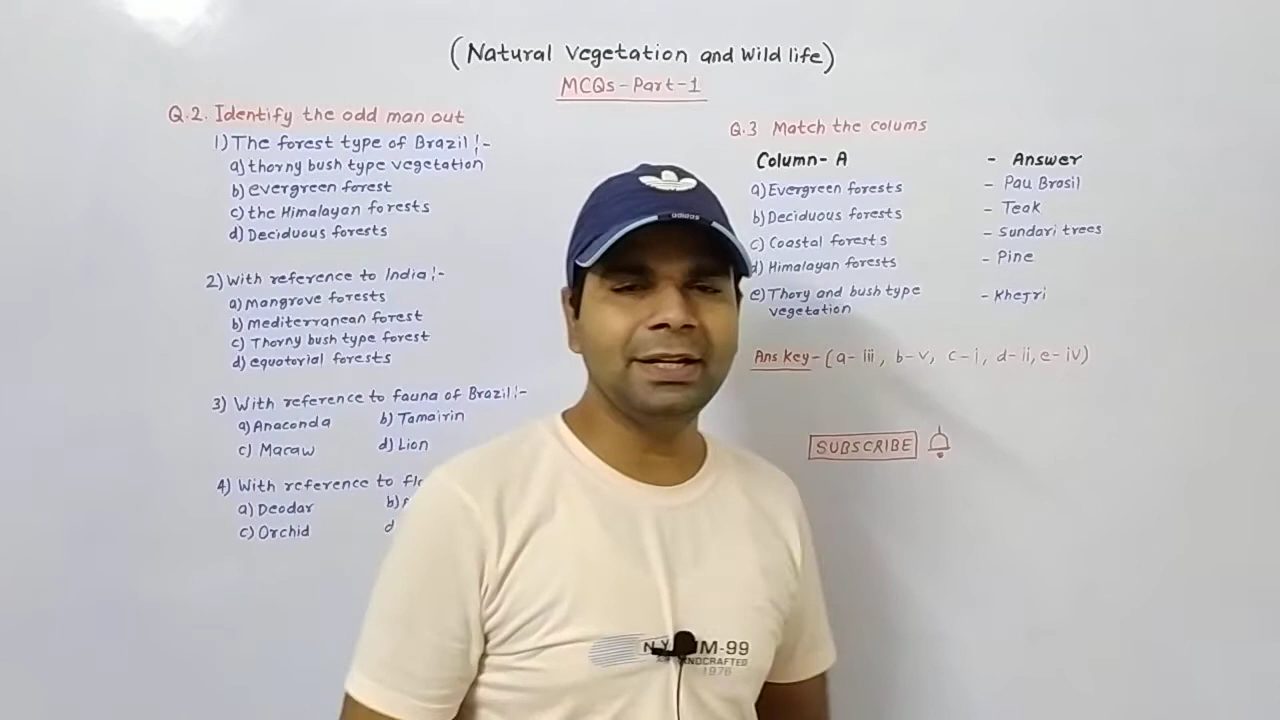 (Natural Vegetation and Wild life)
MCQs-Part-1
Q.2. Identify the odd man out
1) The forest type of Brazil :-
a) thorny bush type vegetation
b) evergreen forest
c) the Himalayan forests
d) Deciduous forests
2) With reference to India :-
a) mangrove forests
b) mediterranean forest
c) Thorny bush type forest
d) equatorial forests
3) With reference to fauna of Brazil :-
a) Anaconda b) Tamairin
c) Macaw d) Lion
4) With reference to
a) Deodar b)
c) Orchid d
Q.3 Match the colums
Column- A - Answer
a) Evergreen forests - Pau Brasil
b) Deciduous forests - Teak
c) Coastal forests - Sundari trees
d) Himalayan forests - Pine
e) Thory and bush type - Khejri
vegetation
Ans Key - (a- iii, b-v, c-i, d-ii, e-iv)
SUBSCRIBE
adidas
M-99
NDCRAFTED
1976